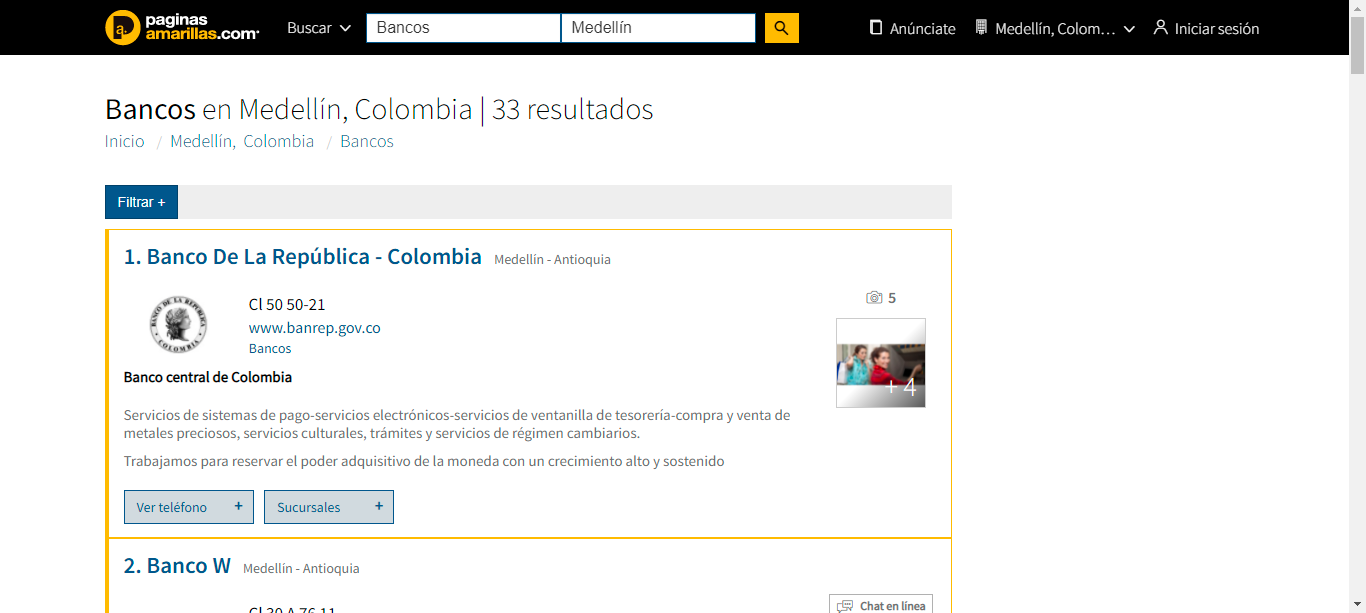 paginas
amarillas.com
Buscar
Bancos
Medellín
Anúnciate
Medellín, Colom...
Iniciar sesión
Bancos en Medellín, Colombia | 33 resultados
Inicio / Medellín, Colombia / Bancos
Filtrar +
1. Banco De La República - Colombia Medellín - Antioquia
5
BANCO DE LA REPUBLICA
COLOMBIA
Cl 50 50-21
www.banrep.gov.co
Bancos
+4
Banco central de Colombia
Servicios de sistemas de pago-servicios electrónicos-servicios de ventanilla de tesorería-compra y venta de
metales preciosos, servicios culturales, trámites y servicios de régimen cambiarios.
Trabajamos para reservar el poder adquisitivo de la moneda con un crecimiento alto y sostenido
Ver teléfono +
Sucursales +
2. Banco W Medellín - Antioquia
Cl 30 A 76 11
Chat en línea